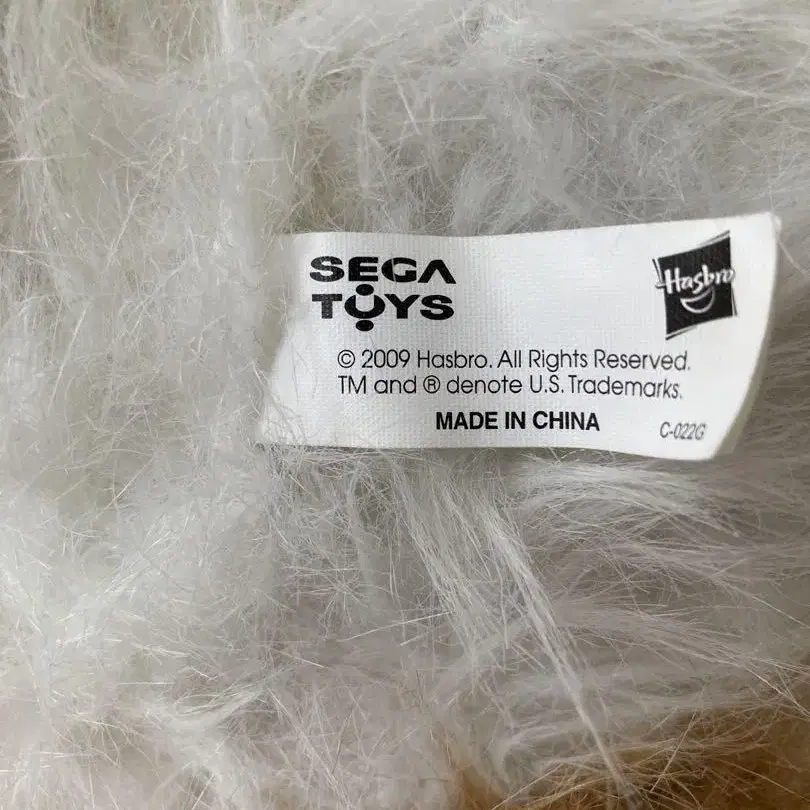 SEGA
TOYS
Hasbro
© 2009 Hasbro. All Rights Reserved.
TM and ® denote U.S. Trademarks.
MADE IN CHINA
C-022G